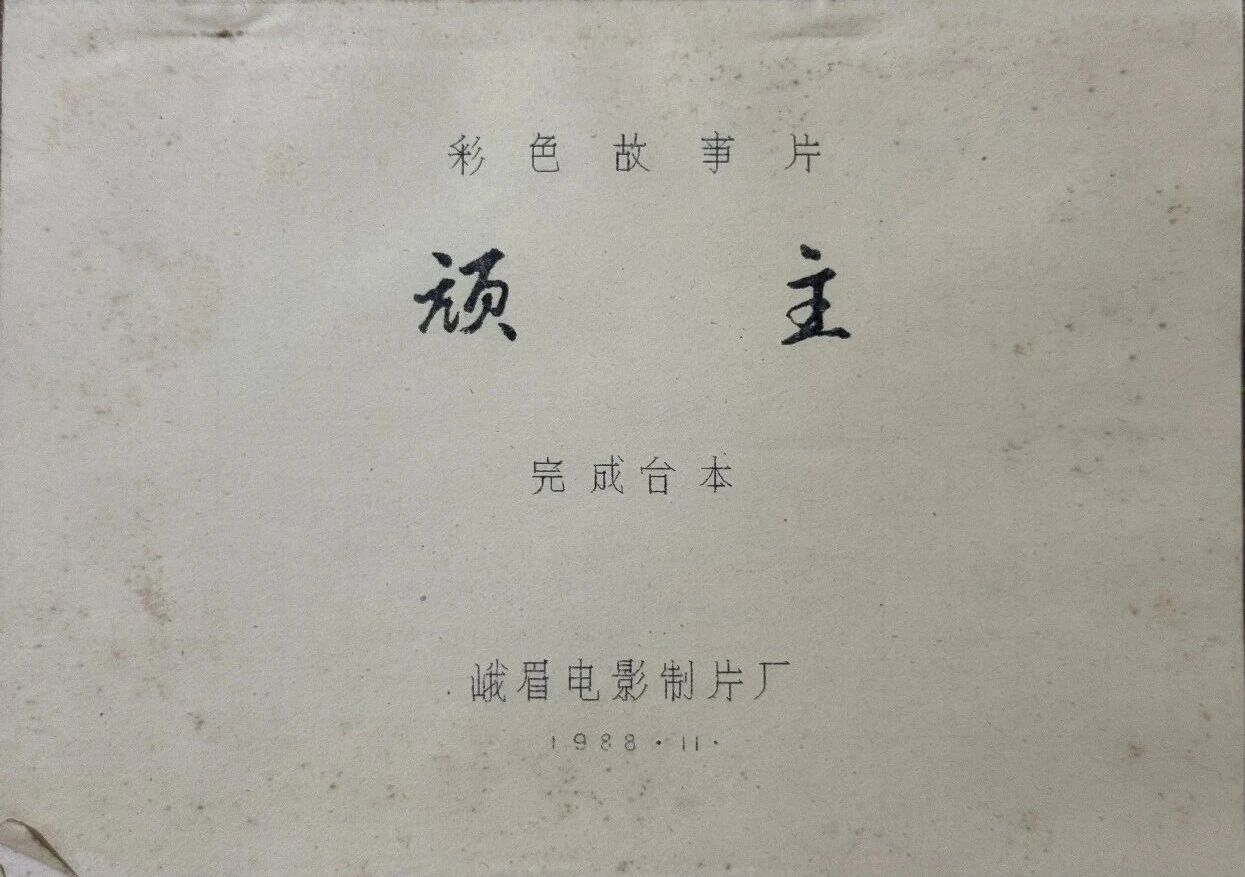 彩色故事片
顽主
完成台本
峨眉电影制片厂
1988·11·